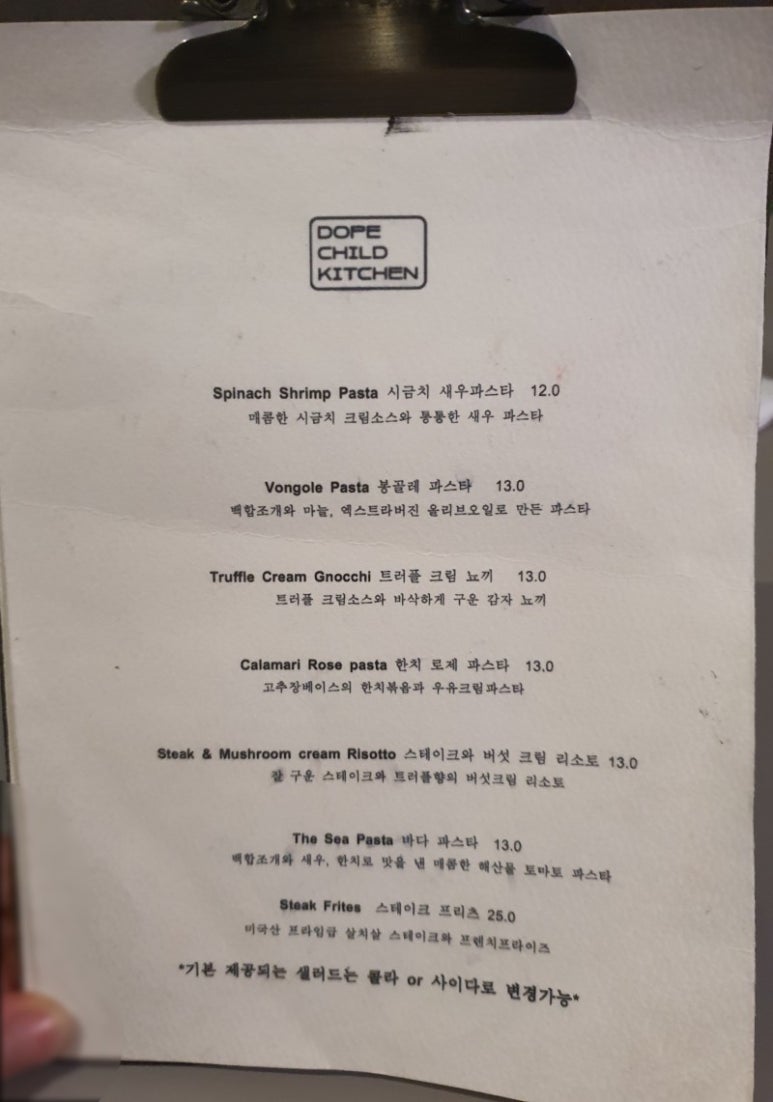 DOPE
CHILD
KITCHEN
Spinach Shrimp Pasta 시금치 새우파스타 12.0
매콤한 시금치 크림소스와 통통한 새우 파스타
Vongole Pasta 봉골레 파스타 13.0
백합조개와 마늘, 엑스트라버진 올리브오일로 만든 파스타
Truffle Cream Gnocchi 트러플 크림 뇨끼 13.0
트러플 크림소스와 바삭하게 구운 감자 뇨끼
Calamari Rose pasta 한치 로제 파스타 13.0
고추장베이스의 한치볶음과 우유크림파스타
Steak & Mushroom cream Risotto 스테이크와 버섯 크림 리소토 13.0
잘 구운 스테이크와 트러플향의 버섯크림 리소토
The Sea Pasta 바다 파스타 13.0
백합조개와 새우, 한치로 맛을 낸 매콤한 해산물 토마토 파스타
Steak Frites 스테이크 프리츠 25.0
미국산 프라임급 살치살 스테이크와 프렌치프라이즈
*기본 제공되는 샐러드는 콜라 or 사이다로 변경가능*